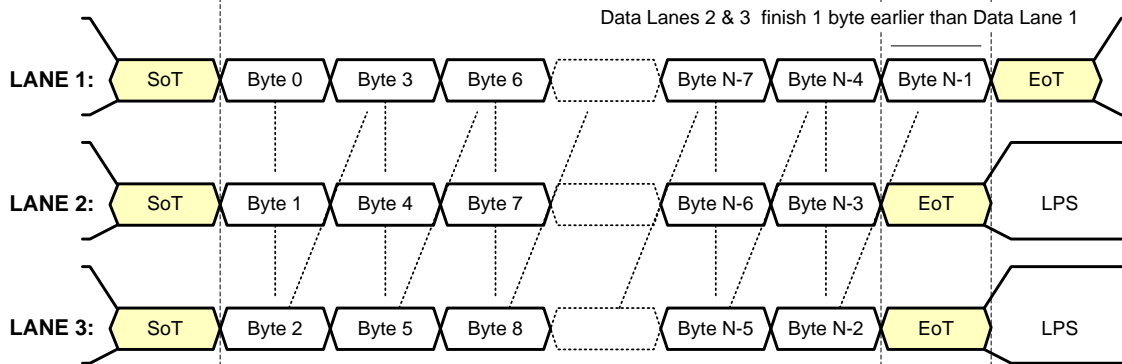 Data Lanes 2 & 3 finish 1 byte earlier than Data Lane 1
LANE 1: SoT Byte 0 Byte 3 Byte 6 Byte N-7 Byte N-4 Byte N-1 EoT
LANE 2: SoT Byte 1 Byte 4 Byte 7 Byte N-6 Byte N-3 EoT LPS
LANE 3: SoT Byte 2 Byte 5 Byte 8 Byte N-5 Byte N-2 EoT LPS